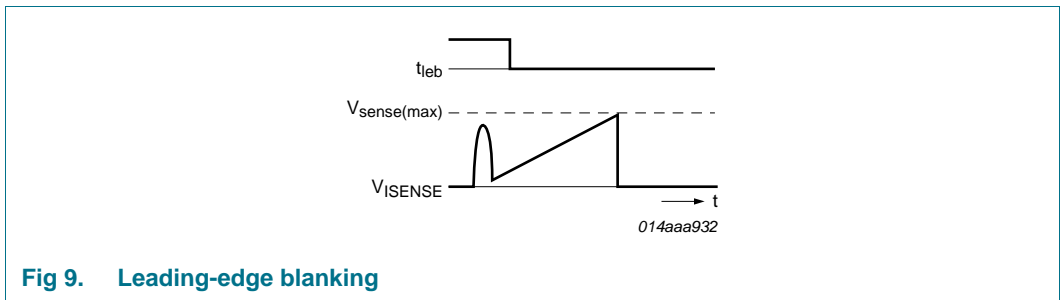 tleb
Vsense(max)
VISENSE
t
014aaa932
Fig 9. Leading-edge blanking